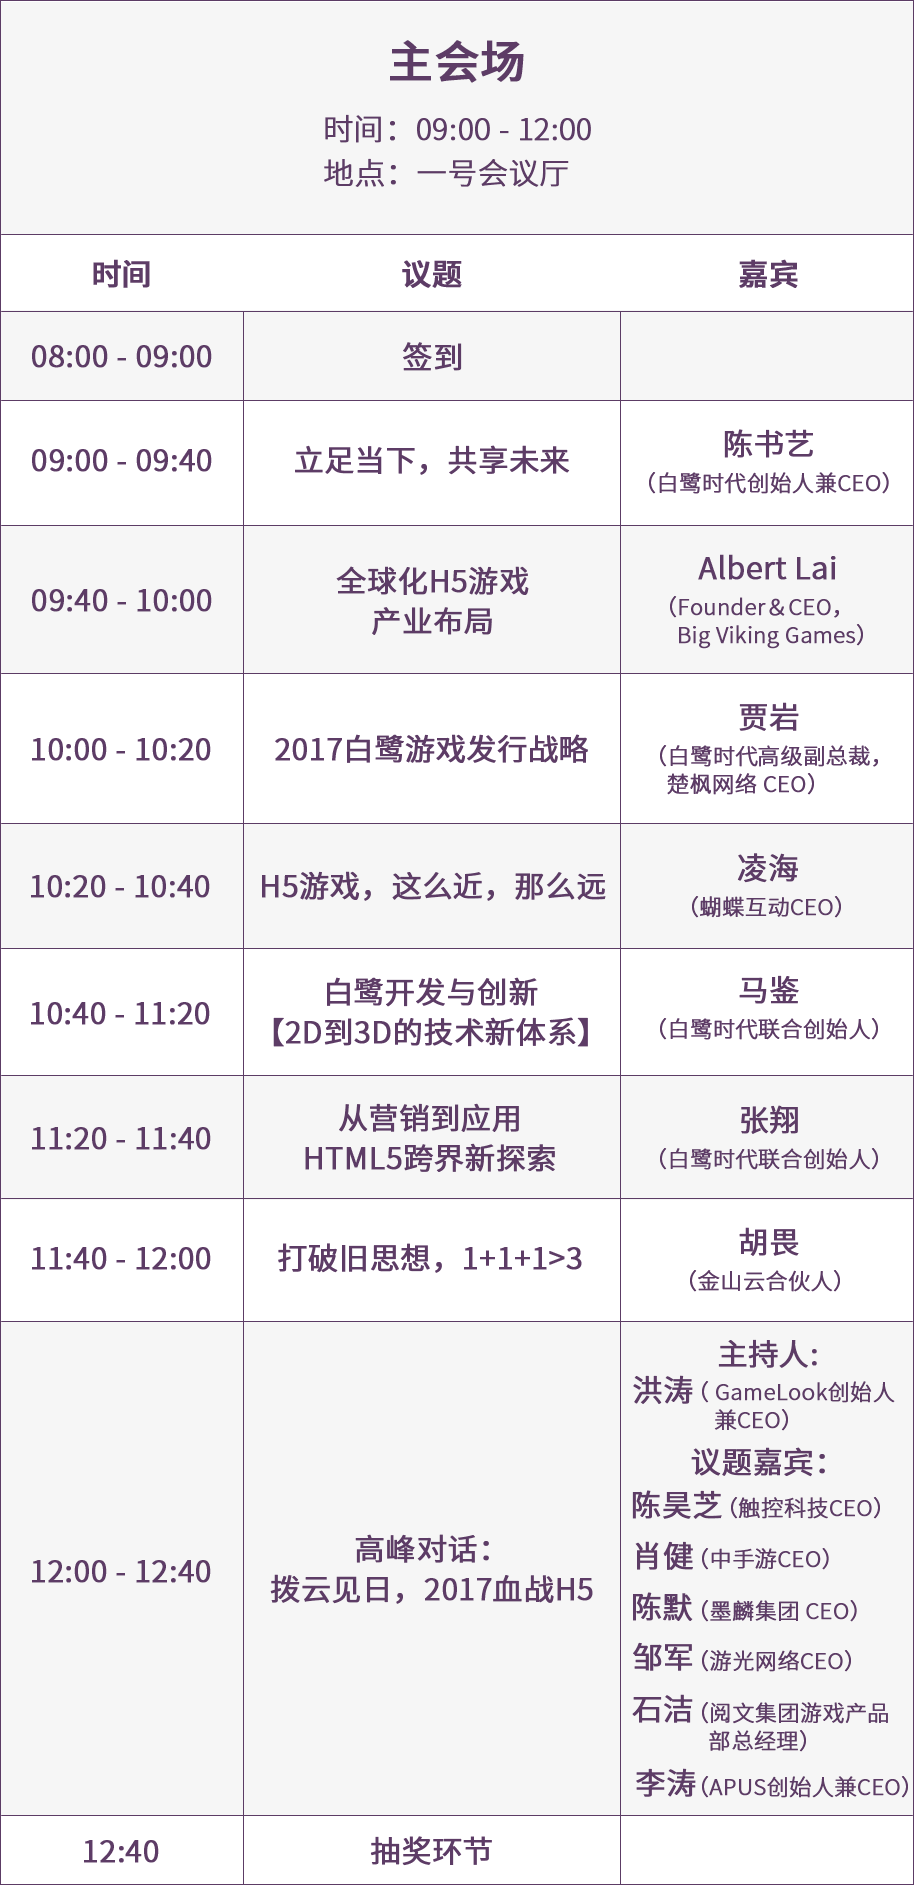 主会场
时间：09:00 - 12:00
地点：一号会议厅
时间 议题 嘉宾
08:00 - 09:00 签到
09:00 - 09:40 立足当下，共享未来 陈书艺
（白鹭时代创始人兼CEO）
09:40 - 10:00 全球化H5游戏
产业布局
Albert Lai
（Founder＆CEO，
Big Viking Games）
10:00 - 10:20 2017白鹭游戏发行战略 贾岩
（白鹭时代高级副总裁，
楚枫网络 CEO）
10:20 - 10:40 H5游戏，这么近，那么远 凌海
（蝴蝶互动CEO）
10:40 - 11:20 白鹭开发与创新
【2D到3D的技术新体系】
马鉴
（白鹭时代联合创始人）
11:20 - 11:40 从营销到应用
HTML5跨界新探索
张翔
（白鹭时代联合创始人）
11:40 - 12:00 打破旧思想，1+1+1>3 胡畏
（金山云合伙人）
12:00 - 12:40 高峰对话：
拨云见日，2017血战H5
主持人:
洪涛（ GameLook创始人
兼CEO）
议题嘉宾：
陈昊芝（触控科技CEO）
肖健（中手游CEO）
陈默（墨麟集团 CEO）
邹军（游光网络CEO）
石洁（阅文集团游戏产品
部总经理）
李涛（APUS创始人兼CEO）
12:40 抽奖环节